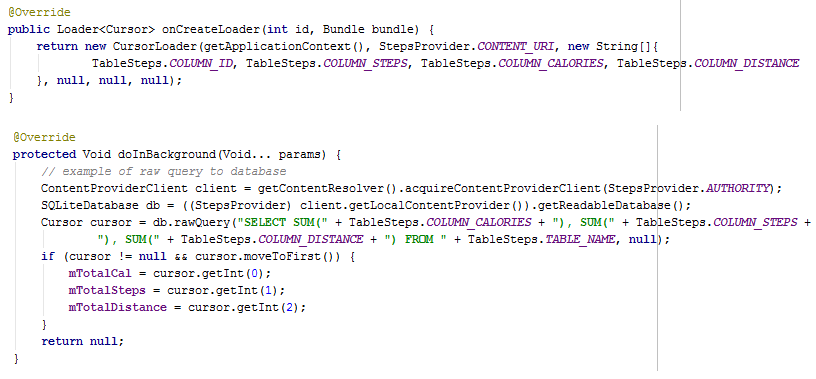 @Override
public Loader<Cursor> onCreateLoader(int id, Bundle bundle) {
    return new CursorLoader(getApplicationContext(), StepsProvider.CONTENT_URI, new String[]{
            TableSteps.COLUMN_ID, TableSteps.COLUMN_STEPS, TableSteps.COLUMN_CALORIES, TableSteps.COLUMN_DISTANCE
    }, null, null, null);
}
@Override
protected Void doInBackground(Void... params) {
    // example of raw query to database
    ContentProviderClient client = getContentResolver().acquireContentProviderClient(StepsProvider.AUTHORITY);
    SQLiteDatabase db = ((StepsProvider) client.getLocalContentProvider()).getReadableDatabase();
    Cursor cursor = db.rawQuery("SELECT SUM(" + TableSteps.COLUMN_CALORIES + "), SUM(" + TableSteps.COLUMN_STEPS +
            "), SUM(" + TableSteps.COLUMN_DISTANCE + ") FROM " + TableSteps.TABLE_NAME, null);
    if (cursor != null && cursor.moveToFirst()) {
        mTotalCal = cursor.getInt(0);
        mTotalSteps = cursor.getInt(1);
        mTotalDistance = cursor.getInt(2);
    }
    return null;
}